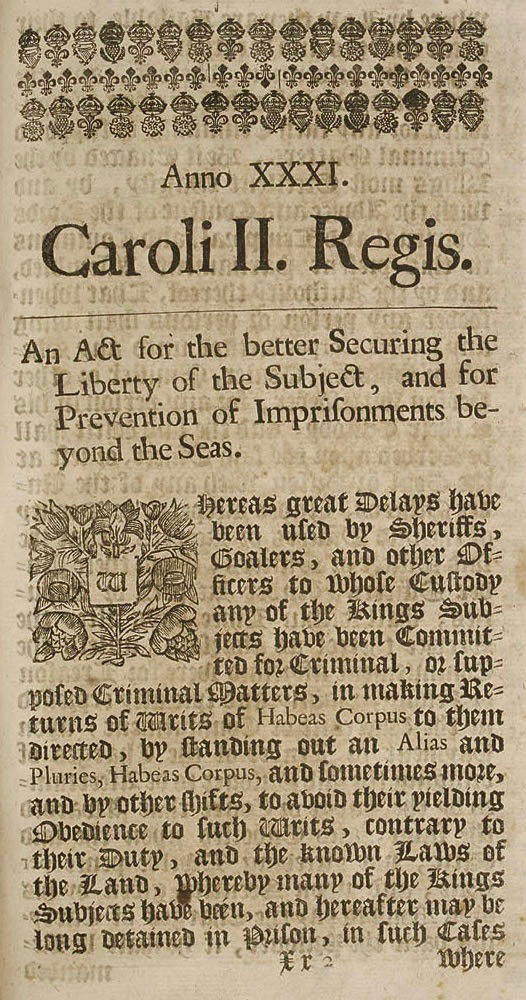 Anno XXXI.
Caroli II. Regis.
An Act for the better Securing the
Liberty of the Subject, and for
Prevention of Impriſonments be-
yond the Seas.
WHereas great Delays have
been uſed by Sheriffs,
Goalers, and other Of-
ficers to whoſe Cuſtody
any of the Kings Sub-
jects have been Commit-
ted for Criminal, or ſup-
poſed Criminal Matters, in making Re-
turns of Writs of Habeas Corpus to them
directed, by ſtanding out an Alias and
Pluries, Habeas Corpus, and ſometimes more,
and by other ſhifts, to avoid their yielding
Obedience to ſuch Writs, contrary to
their Duty, and the known Laws of
the Land, whereby many of the Kings
Subjects have been, and hereafter may be
long detained in Priſon, in ſuch Caſes
Xx 2
where